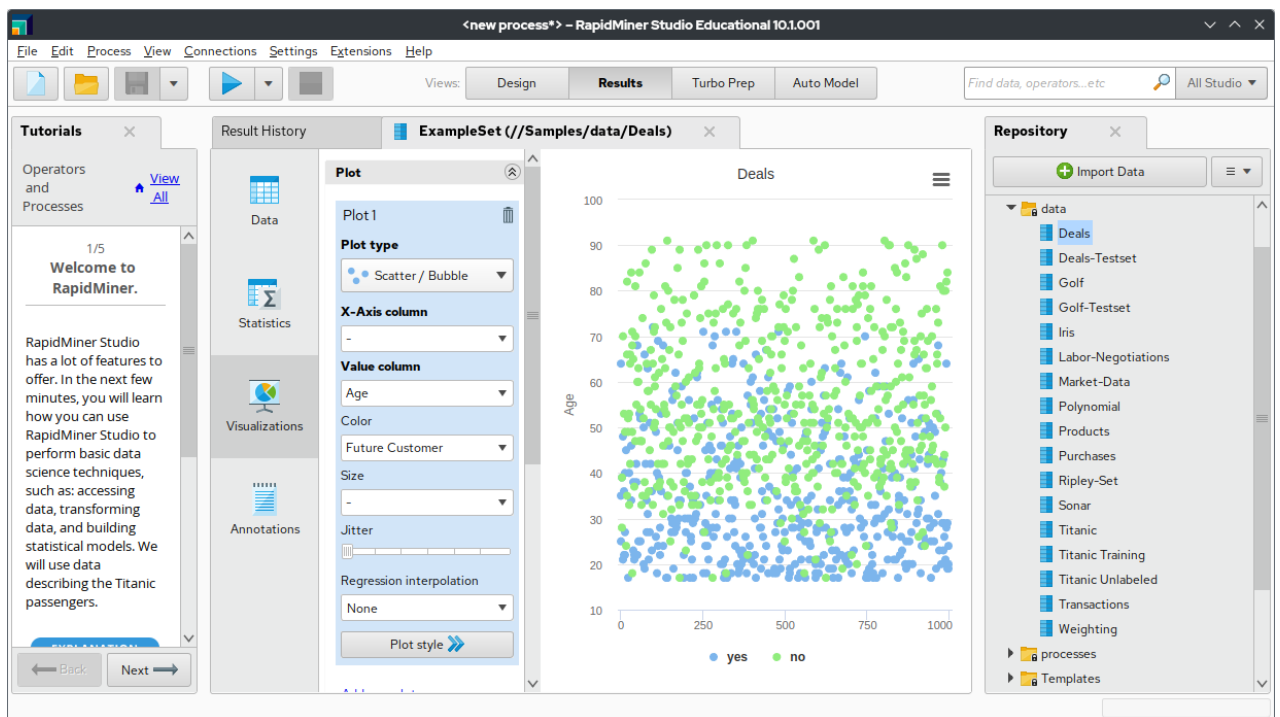 <new process*> – RapidMiner Studio Educational 10.1.001
File Edit Process View Connections Settings Extensions Help
Views: Design Results Turbo Prep Auto Model
Find data, operators...etc
All Studio
Tutorials
Operators
and
Processes
View
All
1/5
Welcome to
RapidMiner.
RapidMiner Studio
has a lot of features to
offer. In the next few
minutes, you will learn
how you can use
RapidMiner Studio to
perform basic data
science techniques,
such as: accessing
data, transforming
data, and building
statistical models. We
will use data
describing the Titanic
passengers.
Back Next
Result History
ExampleSet (//Samples/data/Deals)
Data
Statistics
Visualizations
Annotations
Plot
Plot 1
Plot type
Scatter / Bubble
X-Axis column
-
Value column
Age
Color
Future Customer
Size
-
Jitter
Regression interpolation
None
Plot style
Deals
Age
100
90
80
70
60
50
40
30
20
10
0 250 500 750 1000
yes no
Repository
Import Data
data
Deals
Deals-Testset
Golf
Golf-Testset
Iris
Labor-Negotiations
Market-Data
Polynomial
Products
Purchases
Ripley-Set
Sonar
Titanic
Titanic Training
Titanic Unlabeled
Transactions
Weighting
processes
Templates